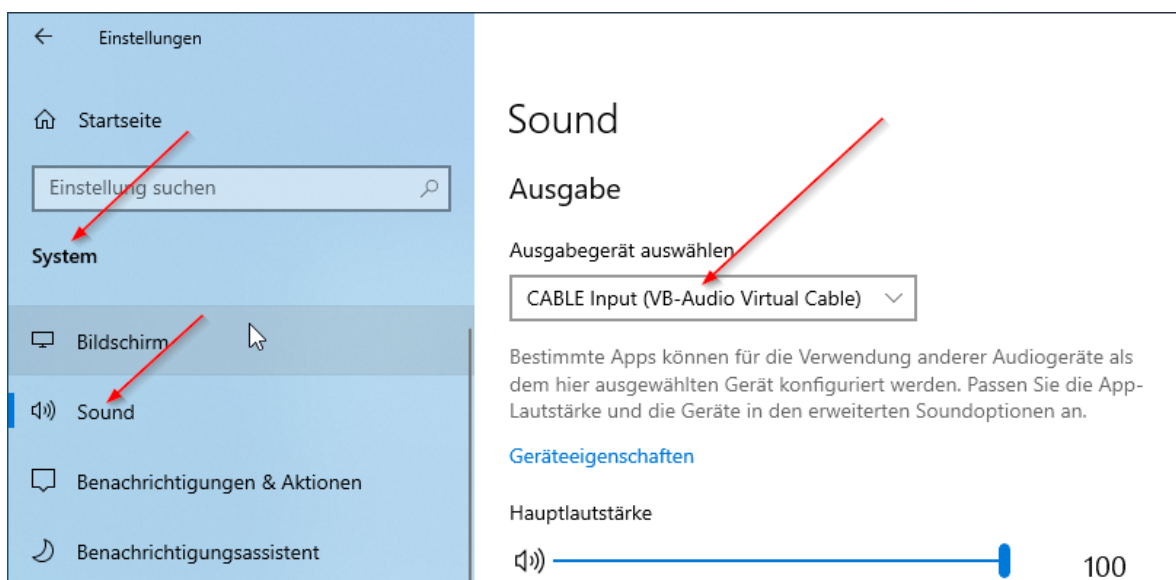 Einstellungen
Startseite
Einstellung suchen
System
Bildschirm
Sound
Benachrichtigungen & Aktionen
Benachrichtigungsassistent
Sound
Ausgabe
Ausgabegerät auswählen
CABLE Input (VB-Audio Virtual Cable)
Bestimmte Apps können für die Verwendung anderer Audiogeräte als
dem hier ausgewählten Gerät konfiguriert werden. Passen Sie die App-
Lautstärke und die Geräte in den erweiterten Soundoptionen an.
Geräteeigenschaften
Hauptlautstärke
100